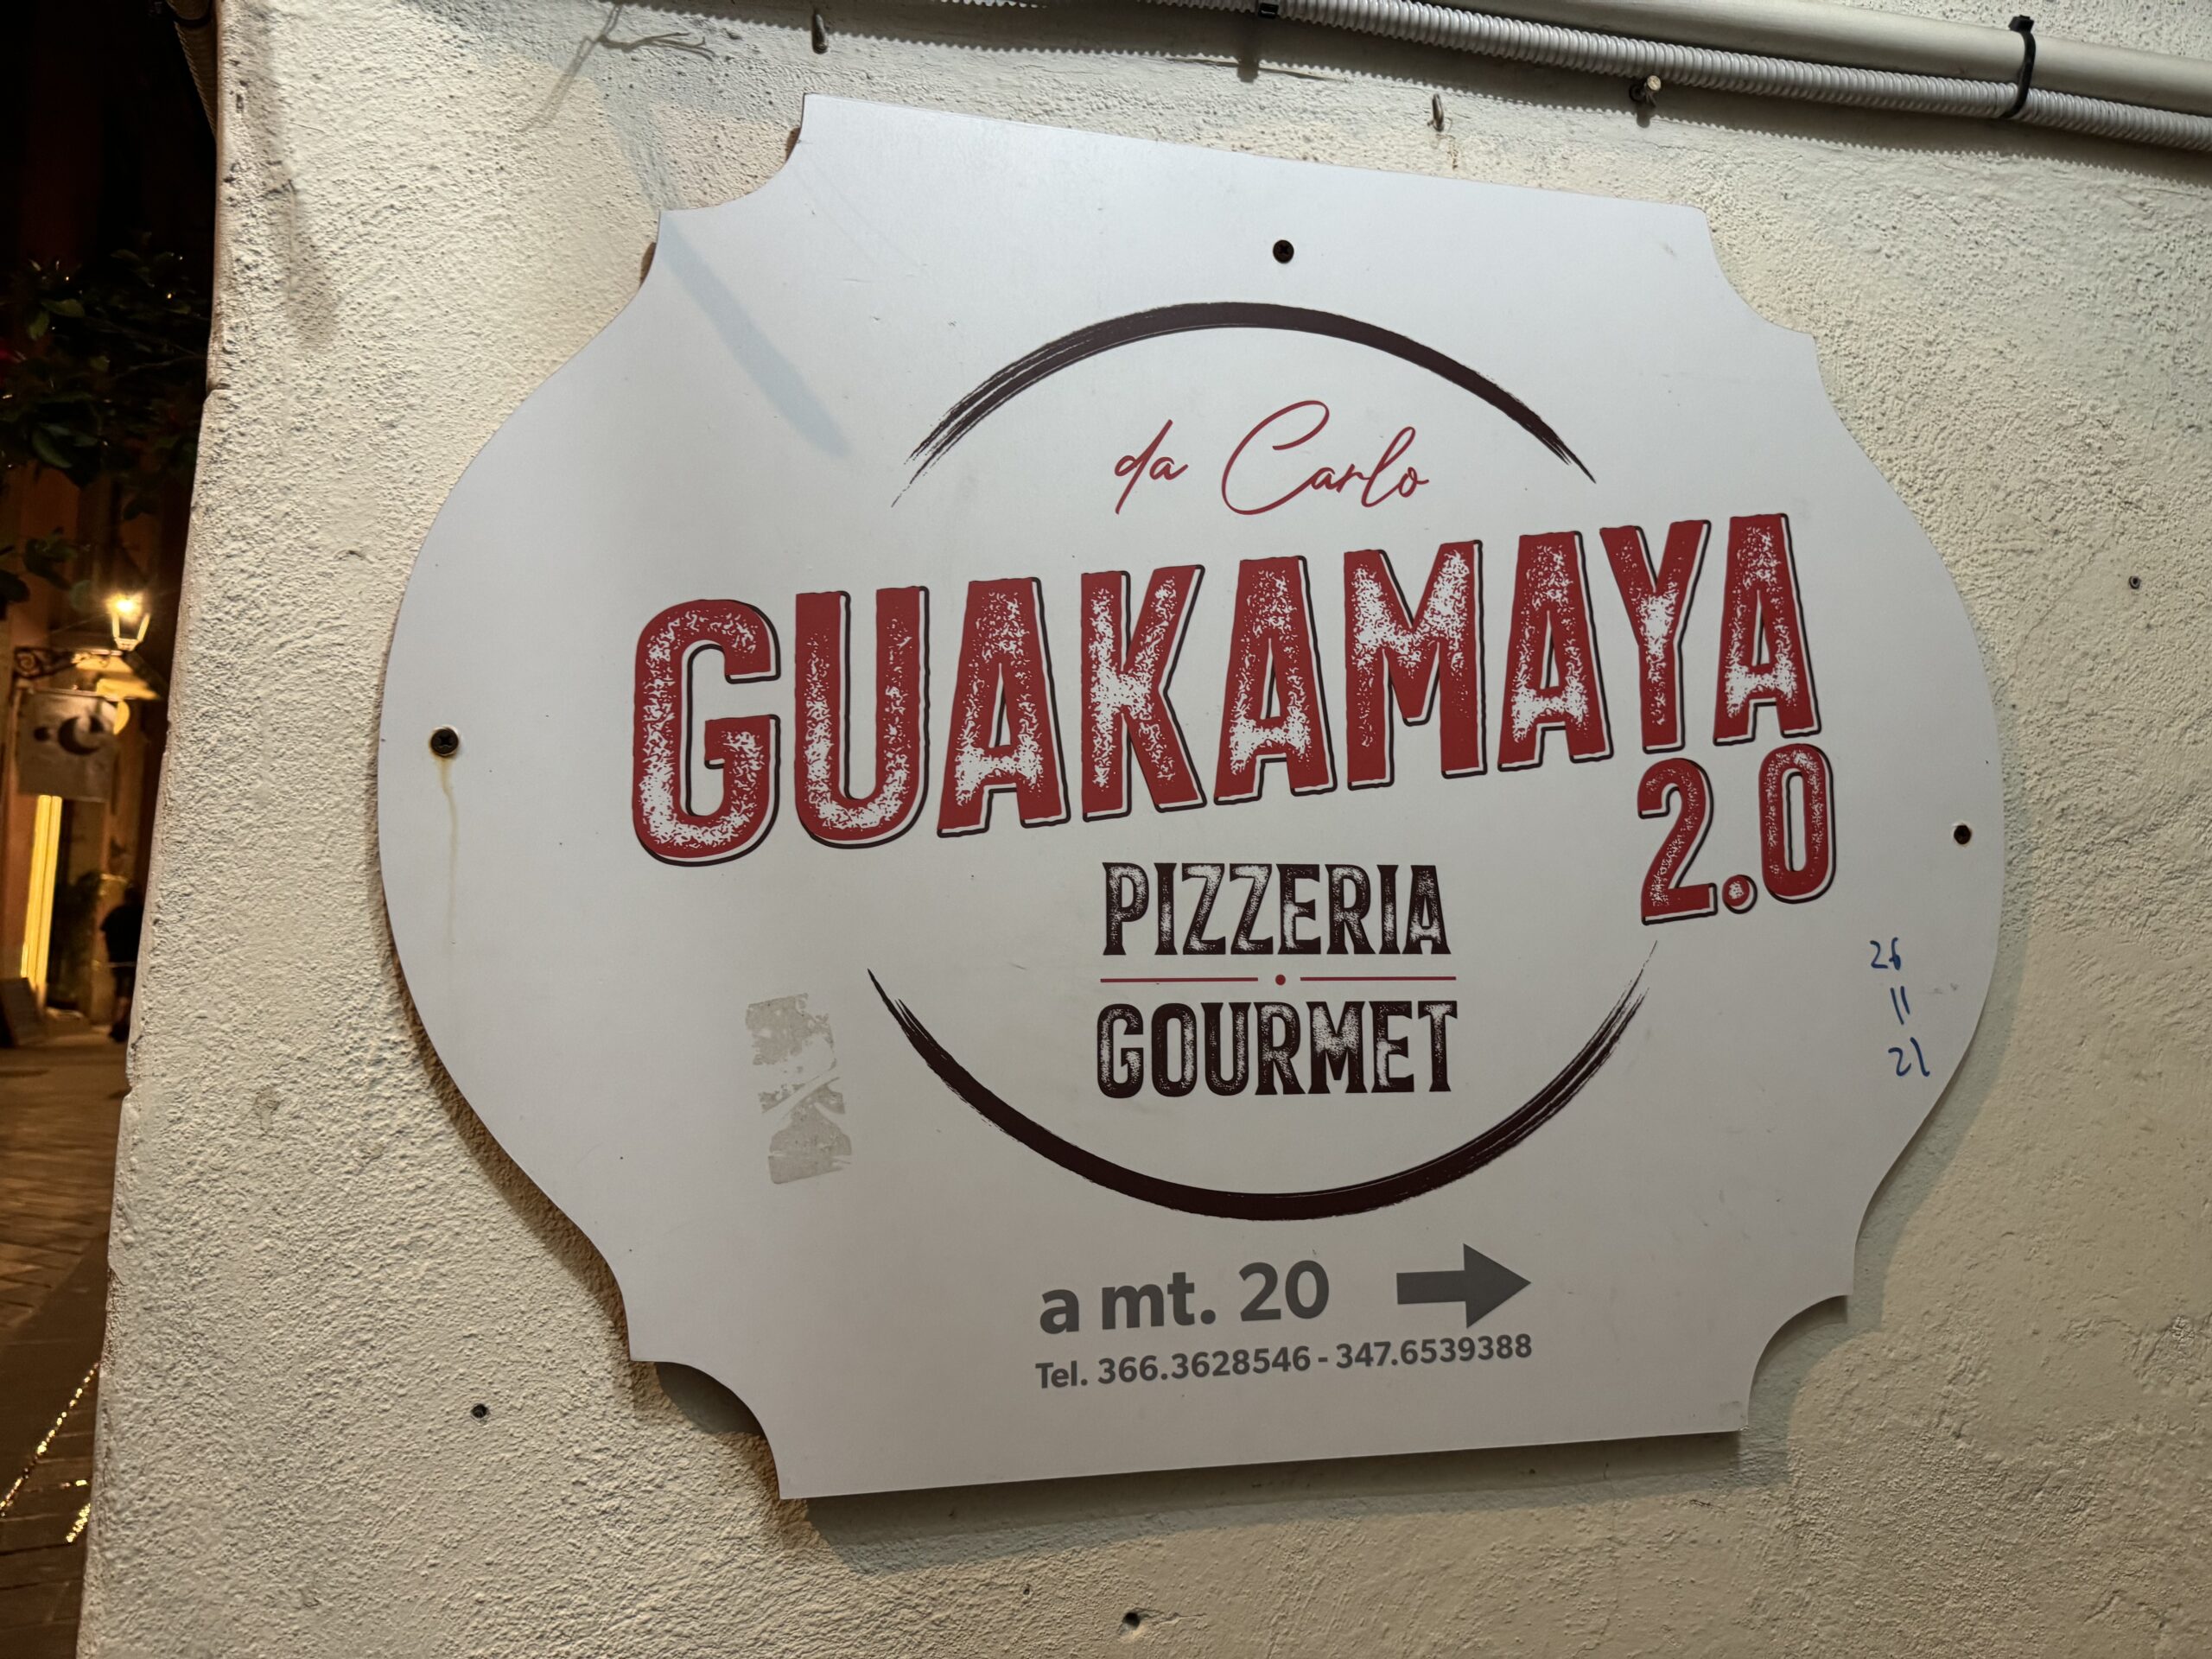 da Carlo
GUAKAMAYA
2.0
PIZZERIA
GOURMET
26
11
21
a mt. 20
Tel. 366.3628546 - 347.6539388